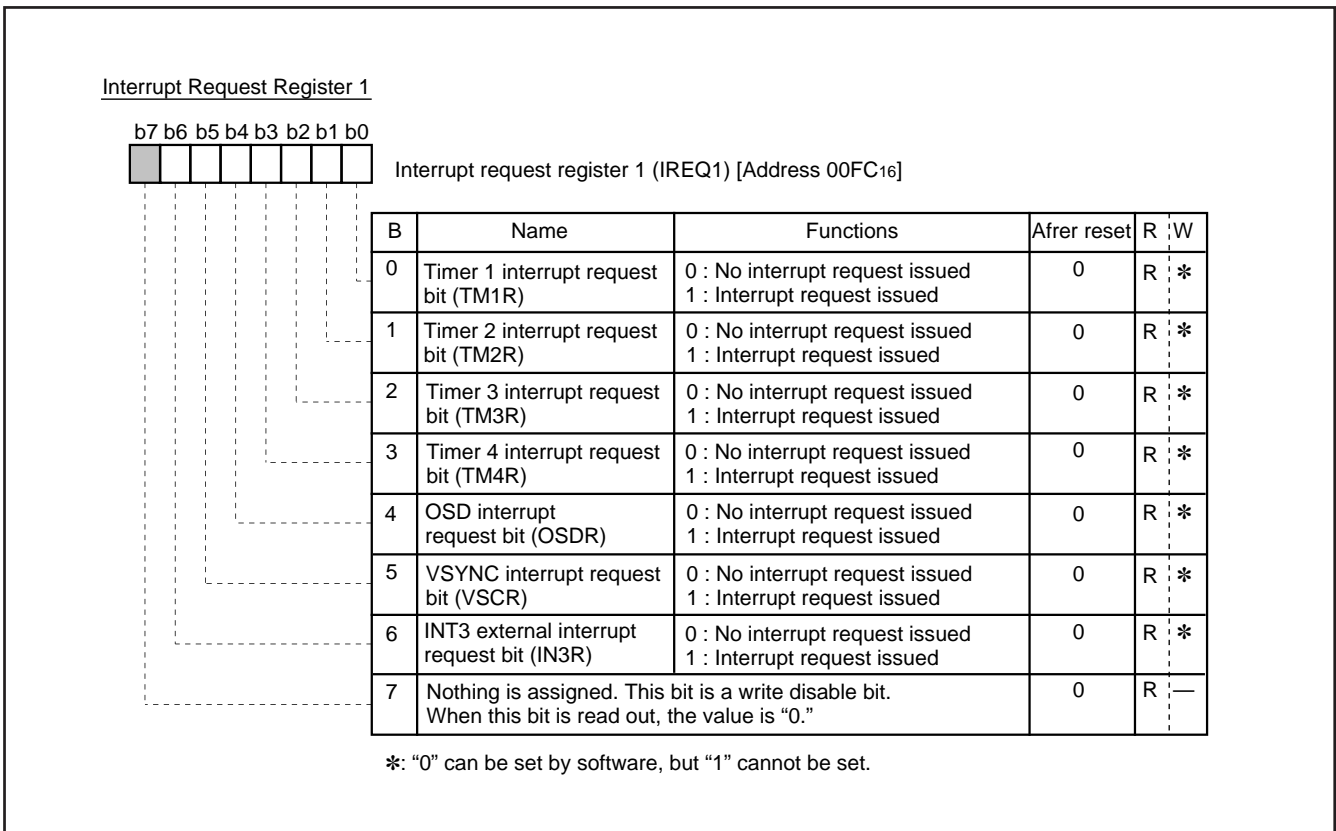 Interrupt Request Register 1
b7 b6 b5 b4 b3 b2 b1 b0
Interrupt request register 1 (IREQ1) [Address 00FC16]
B Name Functions Afrer reset R W
0 Timer 1 interrupt request 0 : No interrupt request issued 0 R ✻
bit (TM1R) 1 : Interrupt request issued
1 Timer 2 interrupt request 0 : No interrupt request issued 0 R ✻
bit (TM2R) 1 : Interrupt request issued
2 Timer 3 interrupt request 0 : No interrupt request issued 0 R ✻
bit (TM3R) 1 : Interrupt request issued
3 Timer 4 interrupt request 0 : No interrupt request issued 0 R ✻
bit (TM4R) 1 : Interrupt request issued
4 OSD interrupt 0 : No interrupt request issued 0 R ✻
request bit (OSDR) 1 : Interrupt request issued
5 VSYNC interrupt request 0 : No interrupt request issued 0 R ✻
bit (VSCR) 1 : Interrupt request issued
6 INT3 external interrupt 0 : No interrupt request issued 0 R ✻
request bit (IN3R) 1 : Interrupt request issued
7 Nothing is assigned. This bit is a write disable bit. 0 R —
When this bit is read out, the value is “0.”
✻: “0” can be set by software, but “1” cannot be set.